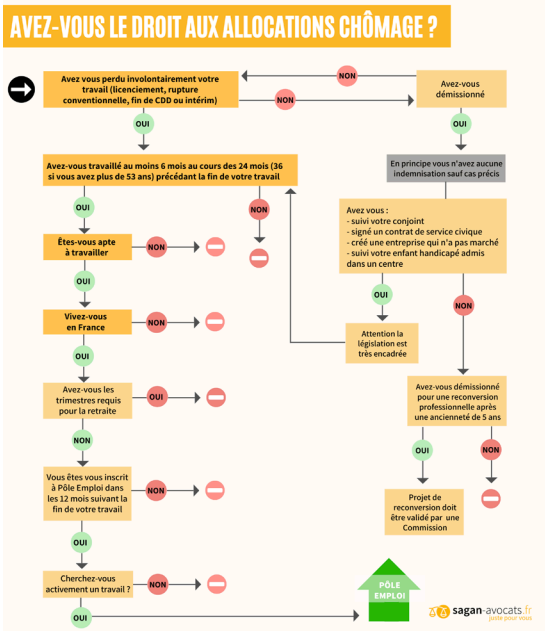 AVEZ-VOUS LE DROIT AUX ALLOCATIONS CHÔMAGE ?
Avez vous perdu involontairement votre
travail (licenciement, rupture
conventionnelle, fin de CDD ou intérim)
NON
NON
Avez-vous
démissionné
OUI
OUI
Avez-vous travaillé au moins 6 mois au cours des 24 mois (36
si vous avez plus de 53 ans) précédant la fin de votre travail
En principe vous n'avez aucune
indemnisation sauf cas précis
OUI
NON
Avez vous :
- suivi votre conjoint
- signé un contrat de service civique
- créé une entreprise qui n'a pas marché
- suivi votre enfant handicapé admis
dans un centre
Êtes-vous apte
à travailler
NON
OUI
OUI
NON
Vivez-vous
en France
NON
Attention la
législation est
très encadrée
OUI
Avez-vous les
trimestres requis
pour la retraite
OUI
Avez-vous démissionné
pour une reconversion
professionelle après
une ancienneté de 5 ans
NON
OUI
NON
Vous êtes vous inscrit
à Pôle Emploi dans
les 12 mois suivant la
fin de votre travail
NON
Projet de
reconversion doit
être validé par une
Commission
OUI
Cherchez-vous
activement un travail ?
NON
OUI
PÔLE
EMPLOI
sagan-avocats.fr
juste pour vous